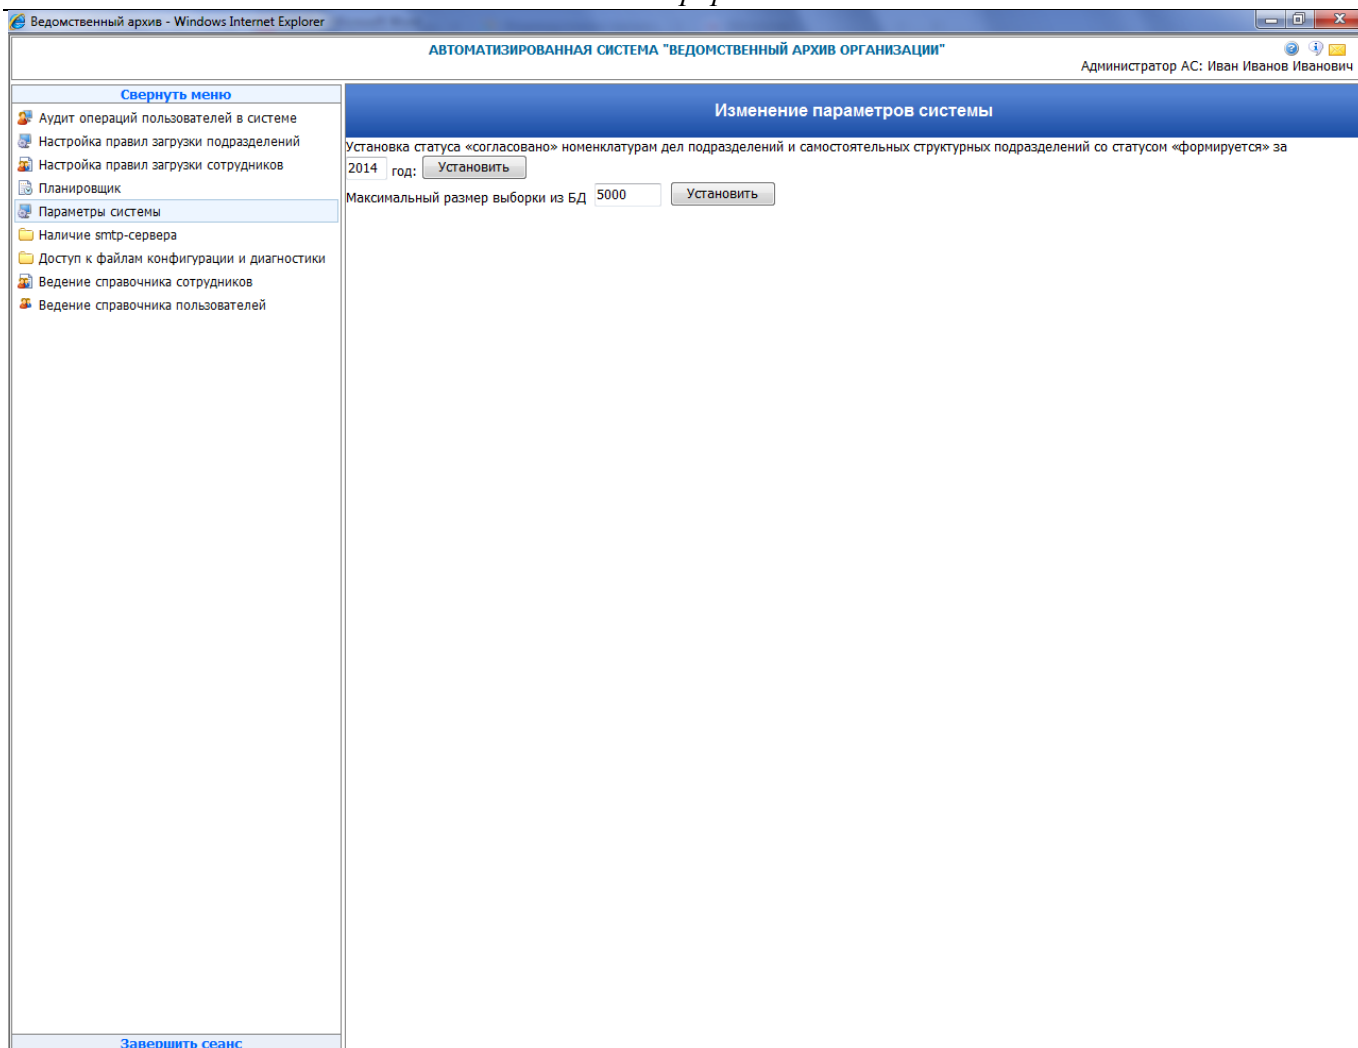 Ведомственный архив - Windows Internet Explorer
АВТОМАТИЗИРОВАННАЯ СИСТЕМА "ВЕДОМСТВЕННЫЙ АРХИВ ОРГАНИЗАЦИИ"
Администратор АС: Иван Иванов Иванович
Свернуть меню
Аудит операций пользователей в системе
Настройка правил загрузки подразделений
Настройка правил загрузки сотрудников
Планировщик
Параметры системы
Наличие smtp-сервера
Доступ к файлам конфигурации и диагностики
Ведение справочника сотрудников
Ведение справочника пользователей
Завершить сеанс
Изменение параметров системы
Установка статуса «согласовано» номенклатурам дел подразделений и самостоятельных структурных подразделений со статусом «формируется» за
2014 год: Установить
Максимальный размер выборки из БД 5000 Установить